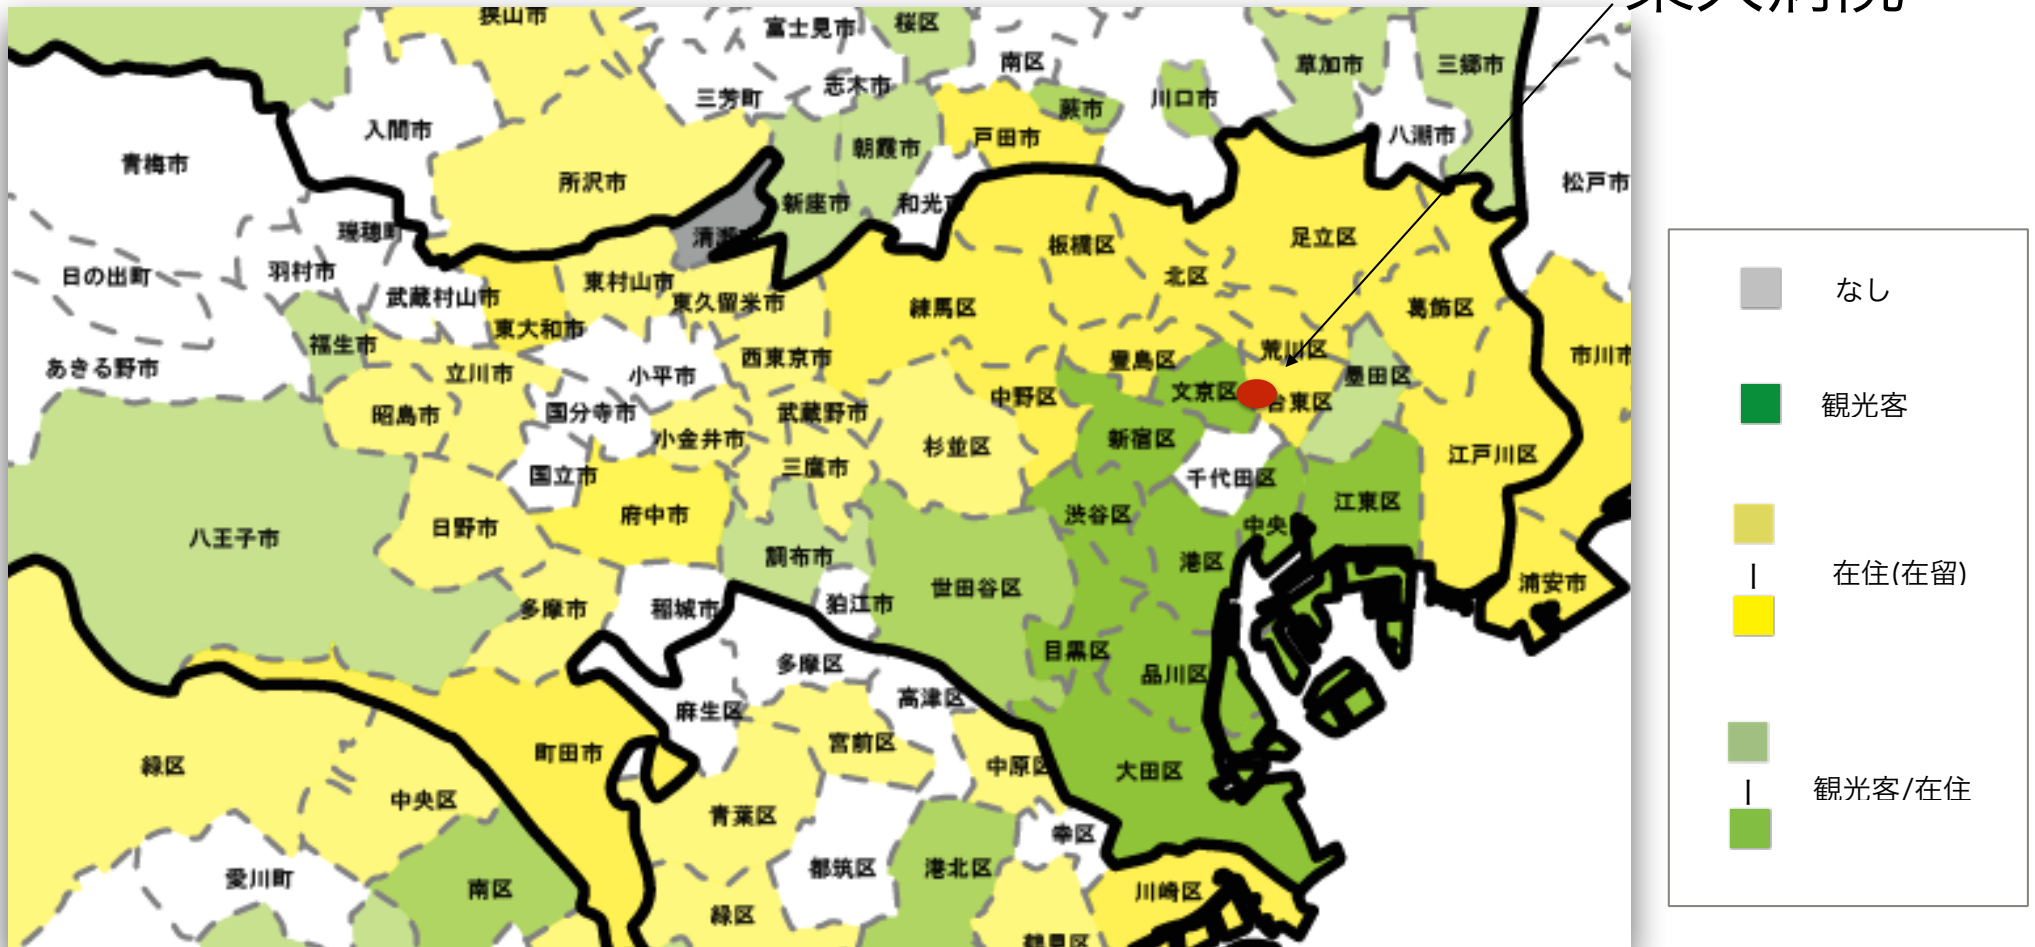 狭山市
富士見市
桜区
南区
草加市
三郷市
三芳町
志木市
蕨市
川口市
入間市
戸田市
八潮市
青梅市
朝霞市
所沢市
新座市
和光市
松戸市
瑞穂町
清瀬
板橋区
足立区
日の出町
羽村市
武蔵村山市
東村山市
東久留米市
北区
練馬区
葛飾区
東大和市
福生市
あきる野市
立川市
小平市
西東京市
豊島区
荒川区
市川市
墨田区
昭島市
国分寺市
武蔵野市
中野区
文京区
台東区
小金井市
杉並区
新宿区
国立市
三鷹市
千代田区
江戸川区
日野市
府中市
渋谷区
中央
江東区
八王子市
調布市
港区
世田谷区
浦安市
多摩市
稲城市
狛江市
多摩区
目黒区
品川区
麻生区
高津区
緑区
町田市
宮前区
中原区
大田区
中央区
青葉区
幸区
愛川町
南区
都筑区
港北区
川崎区
緑区
鶴見区
なし
観光客
在住(在留)
観光客/在住